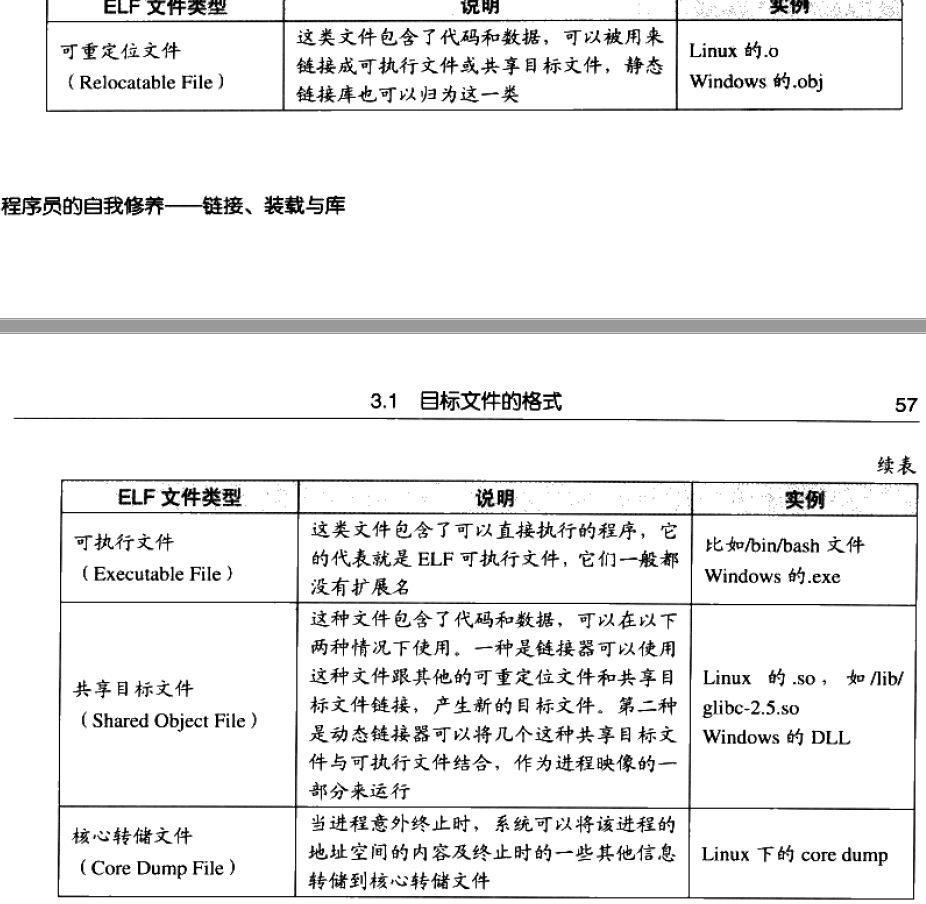 ELF 文件类型 说明 实例
可重定位文件
（Relocatable File）
这类文件包含了代码和数据，可以被用来
链接成可执行文件或共享目标文件，静态
链接库也可以归为这一类
Linux 的.o
Windows 的.obj
程序员的自我修养——链接、装载与库
3.1 目标文件的格式 57
续表
ELF 文件类型 说明 实例
可执行文件
（Executable File）
这类文件包含了可以直接执行的程序，它
的代表就是 ELF 可执行文件，它们一般都
没有扩展名
比如/bin/bash 文件
Windows 的.exe
共享目标文件
（Shared Object File）
这种文件包含了代码和数据，可以在以下
两种情况下使用。一种是链接器可以使用
这种文件跟其他的可重定位文件和共享目
标文件链接，产生新的目标文件。第二种
是动态链接器可以将几个这种共享目标文
件与可执行文件结合，作为进程映像的一
部分来运行
Linux 的.so，如/lib/
glibc-2.5.so
Windows 的 DLL
核心转储文件
（Core Dump File）
当进程意外终止时，系统可以将该进程的
地址空间的内容及终止时的一些其他信息
转储到核心转储文件
Linux 下的 core dump